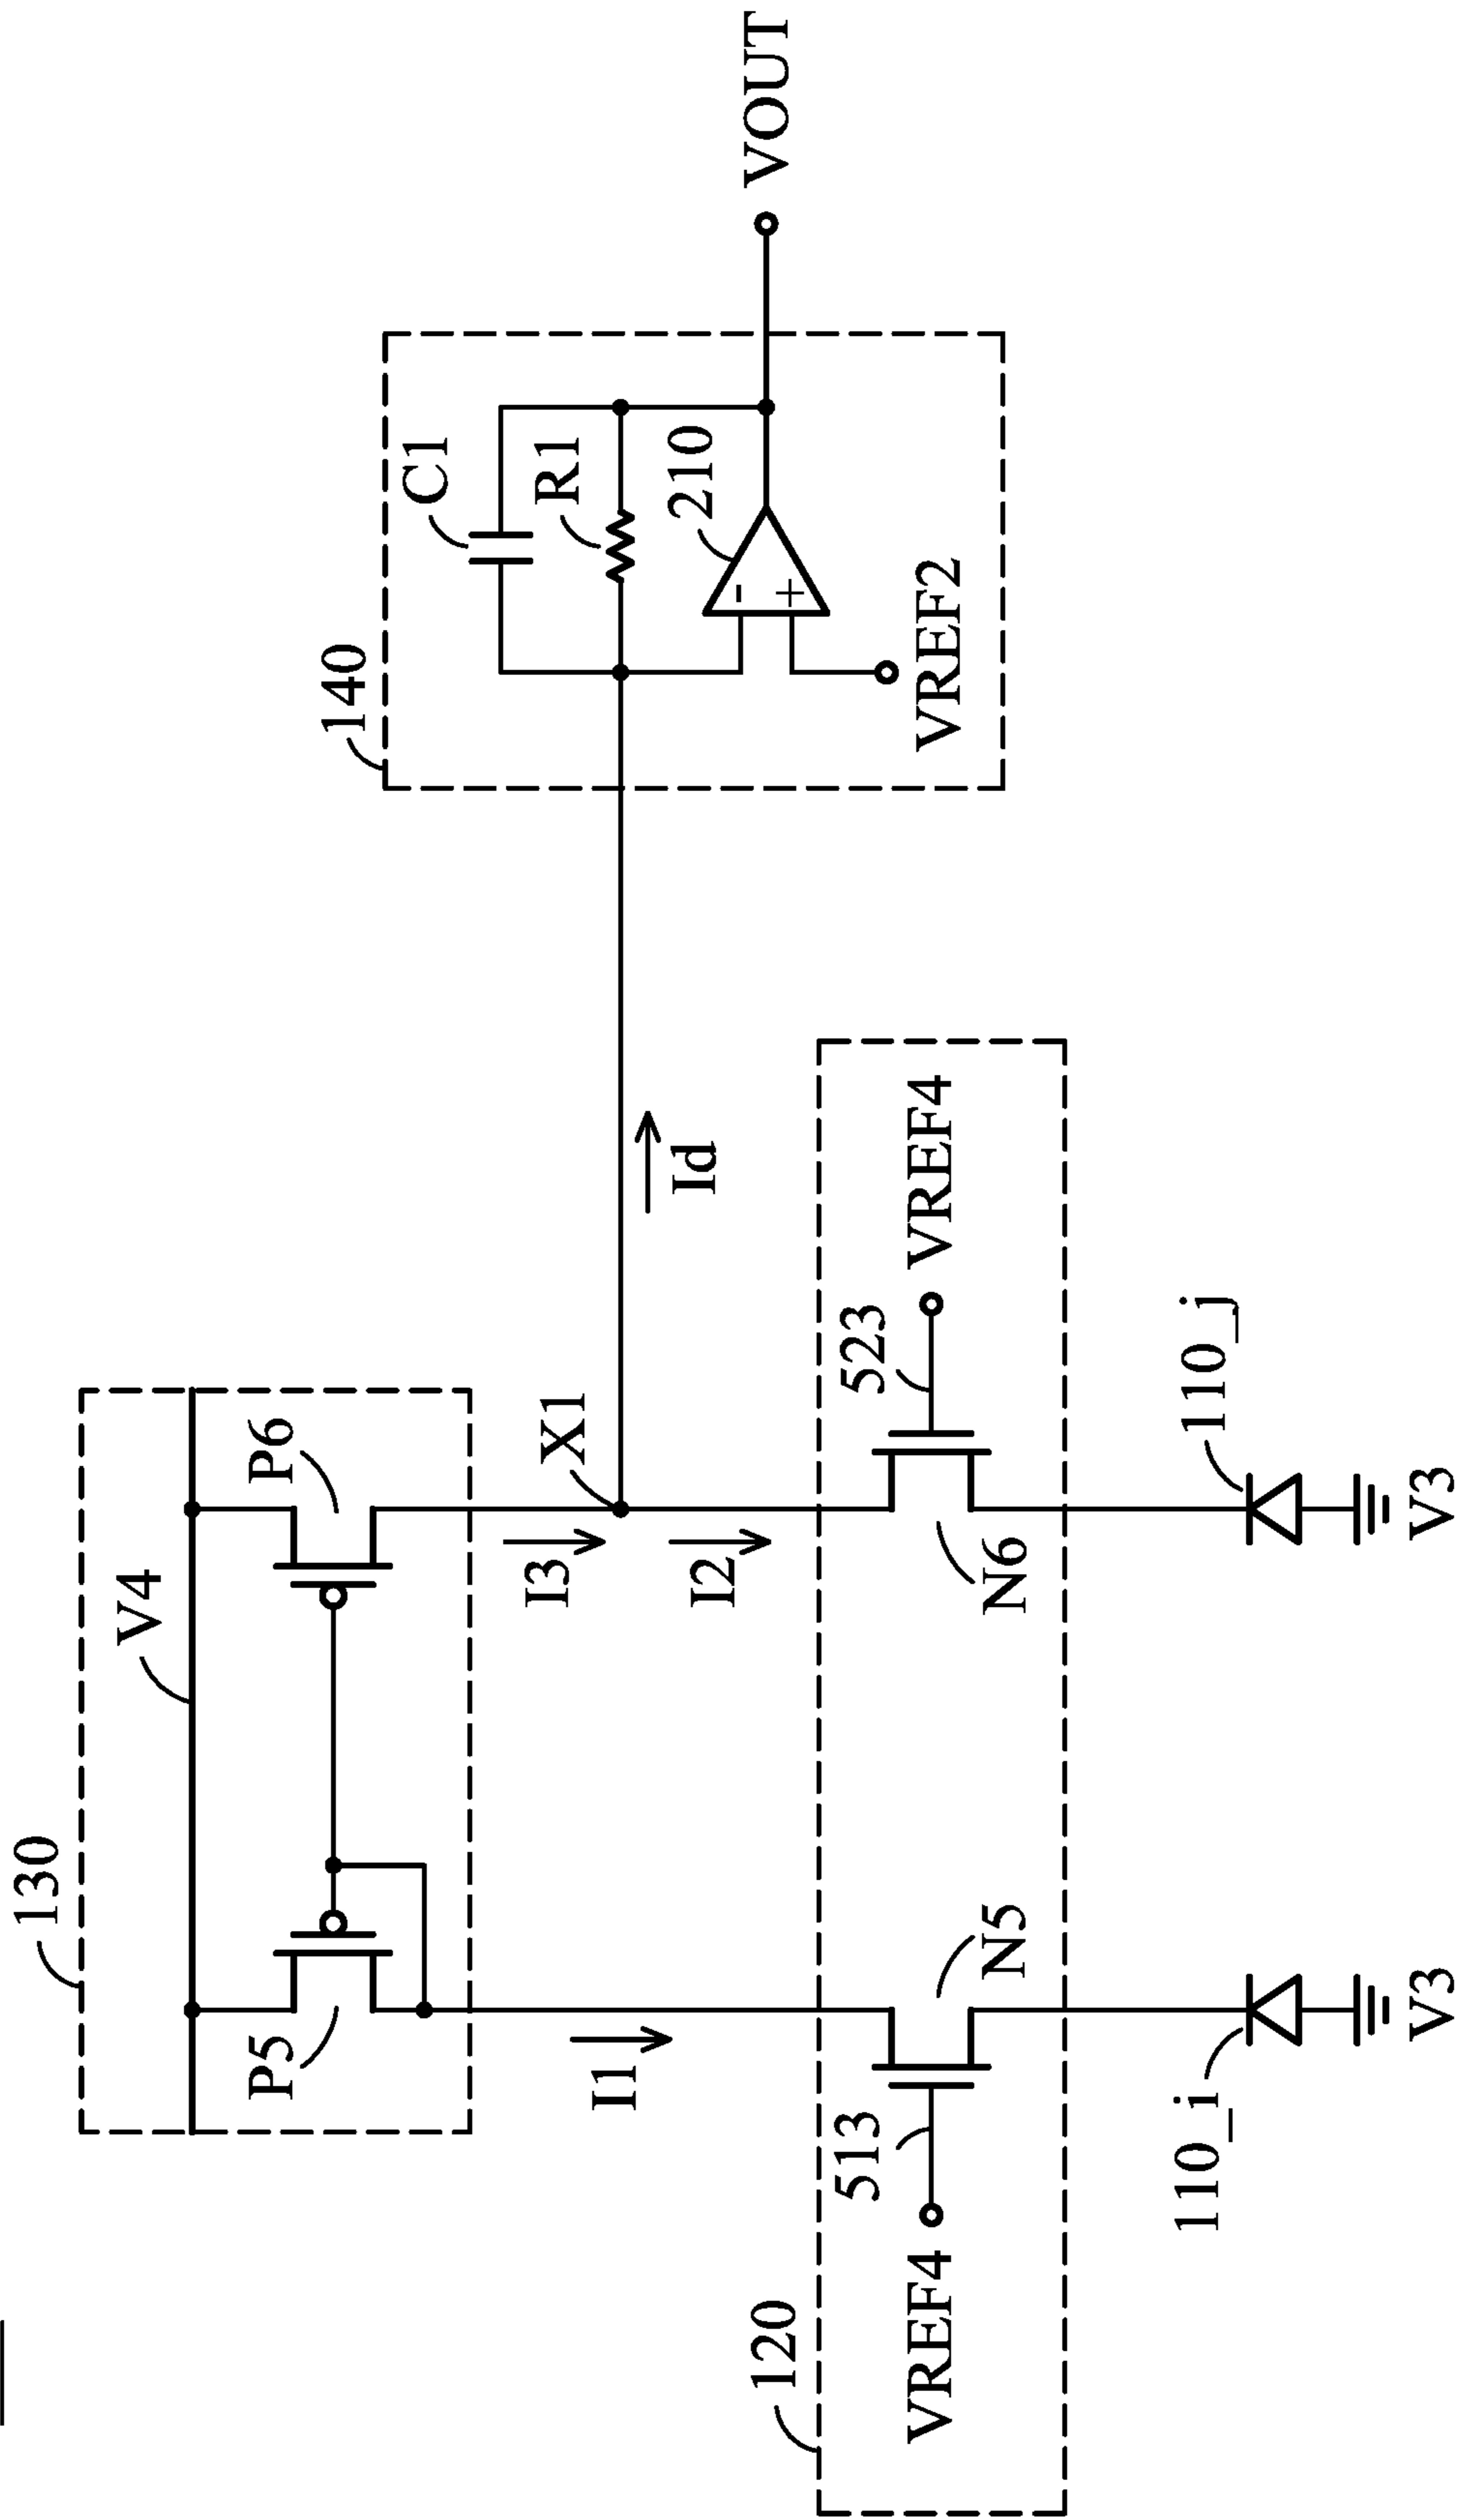 130
V4
P5
P6
I1
I3
X1
I2
Id
140
C1
R1
210
VREF2
VOUT
120
VREF4
513
N5
N6
523
VREF4
110_i
110_j
V3
V3